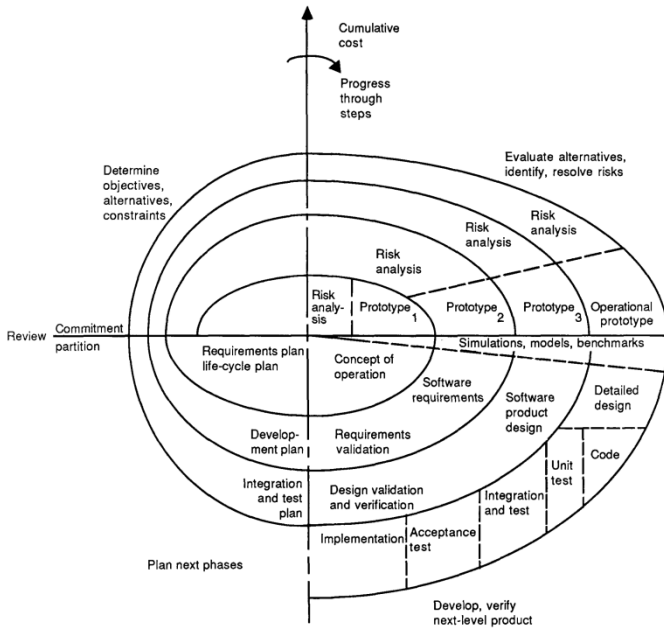 Cumulative
cost
Progress
through
steps
Evaluate alternatives,
identify, resolve risks
Determine
objectives,
alternatives,
constraints
Risk
analysis
Risk
analysis
Risk
analysis
Risk
analy-
sis
Prototype 1
Prototype 2
Prototype 3
Operational
prototype
Review
Commitment
partition
Simulations, models, benchmarks
Requirements plan
life-cycle plan
Concept of
operation
Software
requirements
Software
product
design
Detailed
design
Develop-
ment plan
Requirements
validation
Integration
and test
plan
Design validation
and verification
Integration
and test
Unit
test
Code
Implementation
Acceptance
test
Plan next phases
Develop, verify
next-level product